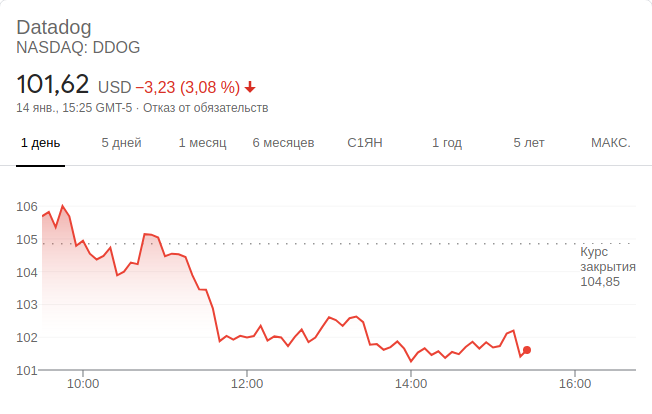 Datadog
NASDAQ: DDOG
101,62 USD −3,23 (3,08 %)
14 янв., 15:25 GMT-5 · Отказ от обязательств
1 день 5 дней 1 месяц 6 месяцев С1ЯН 1 год 5 лет МАКС.
106
105
104
103
102
101
Курс
закрытия
104,85
10:00 12:00 14:00 16:00